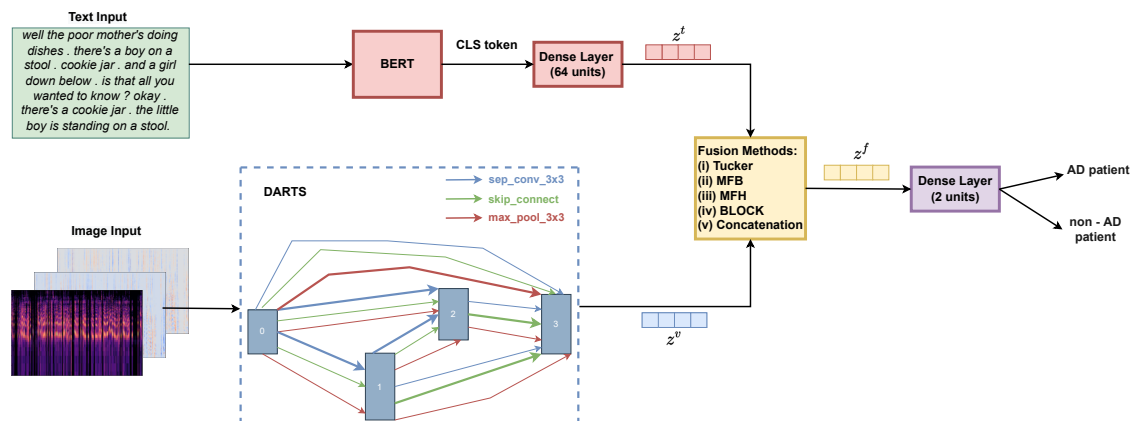 Text Input
well the poor mother's doing
dishes . there's a boy on a
stool . cookie jar . and a girl
down below . is that all you
wanted to know ? okay .
there's a cookie jar . the little
boy is standing on a stool.
BERT
CLS token
Dense Layer
(64 units)
z^t
Fusion Methods:
(i) Tucker
(ii) MFB
(iii) MFH
(iv) BLOCK
(v) Concatenation
z^f
Dense Layer
(2 units)
AD patient
non - AD
patient
Image Input
DARTS
sep_conv_3x3
skip_connect
max_pool_3x3
0
1
2
3
z^v